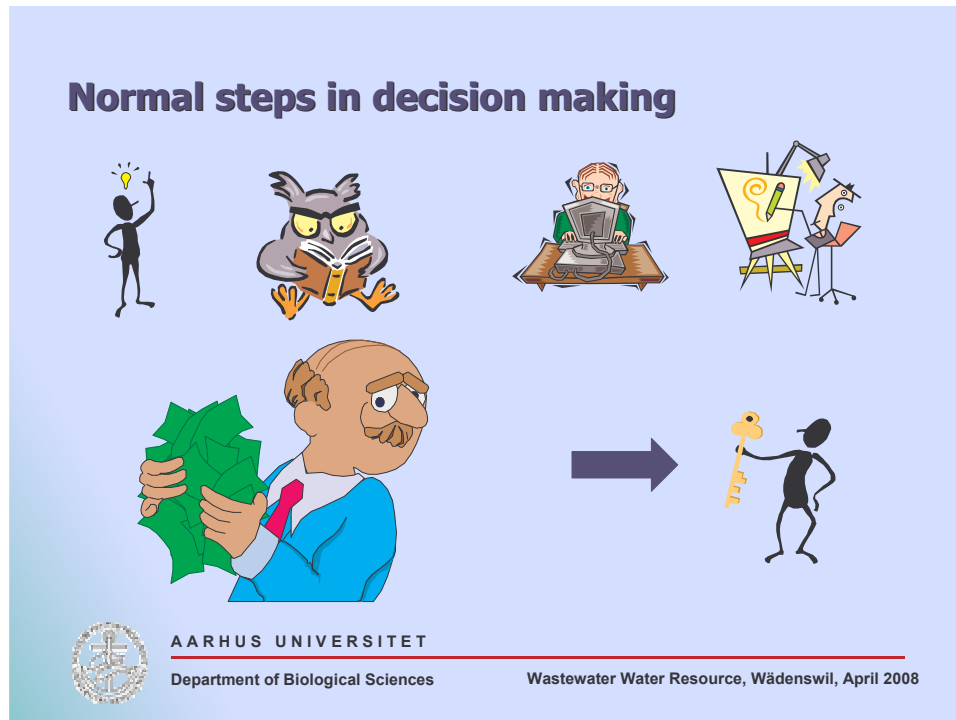 Normal steps in decision making
AARHUS UNIVERSITET
Department of Biological Sciences
Wastewater Water Resource, Wädenswil, April 2008